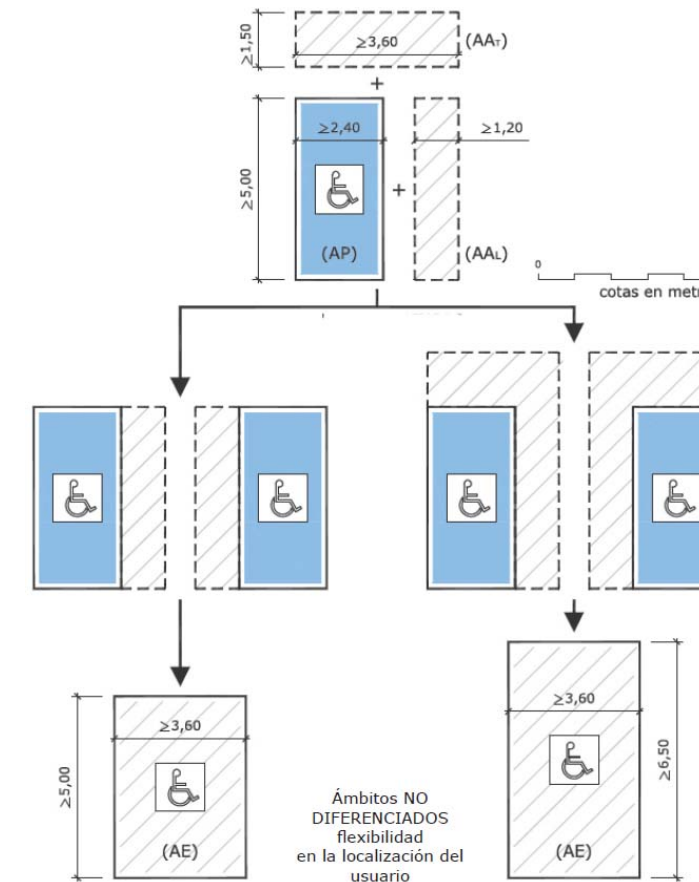 ≥1,50
≥3,60
(AAT)
+
≥2,40
≥1,20
≥5,00
+
(AP)
(AAL)
0
cotas en metr
≥3,60
≥3,60
≥5,00
≥6,50
Ámbitos NO
DIFERENCIADOS
flexibilidad
en la localización del
usuario
(AE)
(AE)